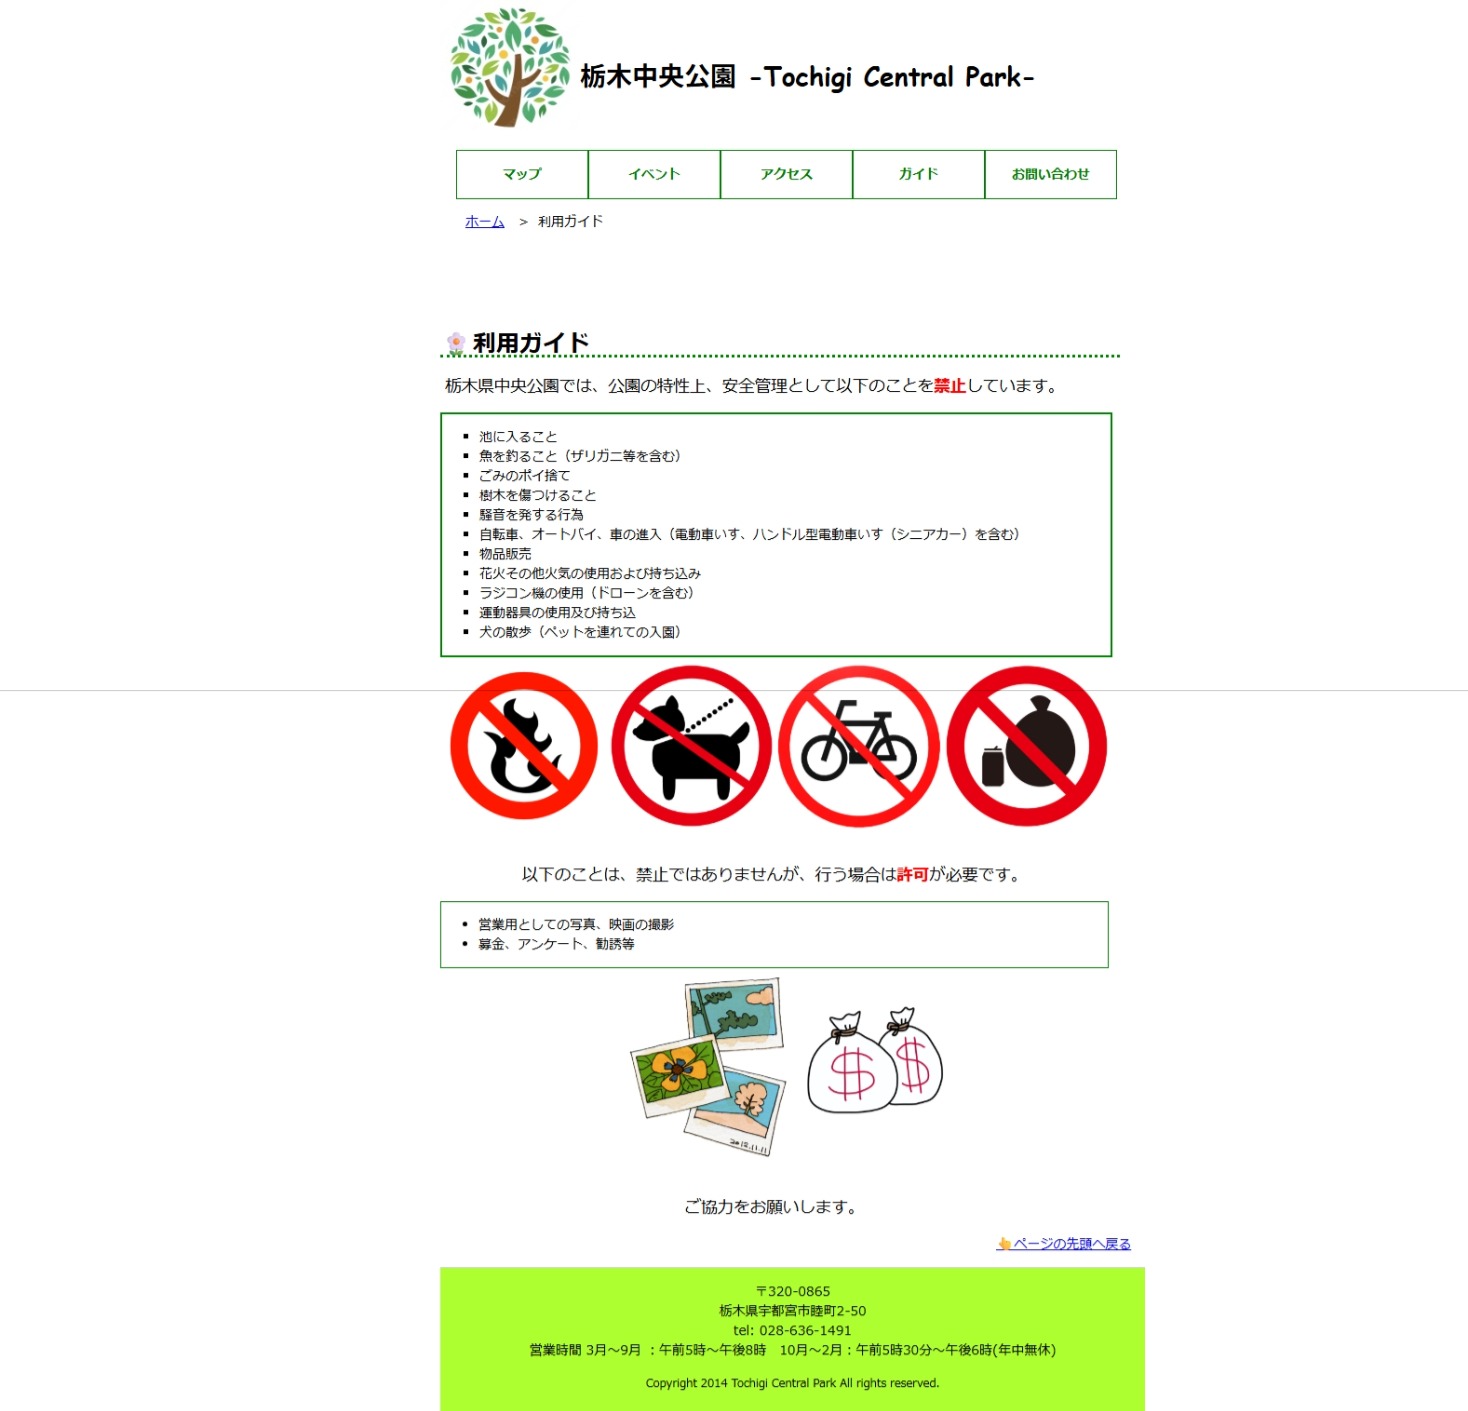 栃木中央公園 -Tochigi Central Park-
マップ イベント アクセス ガイド お問い合わせ
ホーム > 利用ガイド
利用ガイド
栃木県中央公園では、公園の特性上、安全管理として以下のことを禁止しています。
池に入ること
魚を釣ること（ザリガニ等を含む）
ごみのポイ捨て
樹木を傷つけること
騒音を発する行為
自転車、オートバイ、車の進入（電動車いす、ハンドル型電動車いす（シニアカー）を含む）
物品販売
花火その他火気の使用および持ち込み
ラジコン機の使用（ドローンを含む）
運動器具の使用及び持ち込
犬の散歩（ペットを連れての入園）
以下のことは、禁止ではありませんが、行う場合は許可が必要です。
営業用としての写真、映画の撮影
募金、アンケート、勧誘等
$ $
ご協力をお願いします。
ページの先頭へ戻る
〒320-0865
栃木県宇都宮市睦町2-50
tel: 028-636-1491
営業時間 3月～9月 ：午前5時～午後8時　10月～2月：午前5時30分～午後6時(年中無休)
Copyright 2014 Tochigi Central Park All rights reserved.